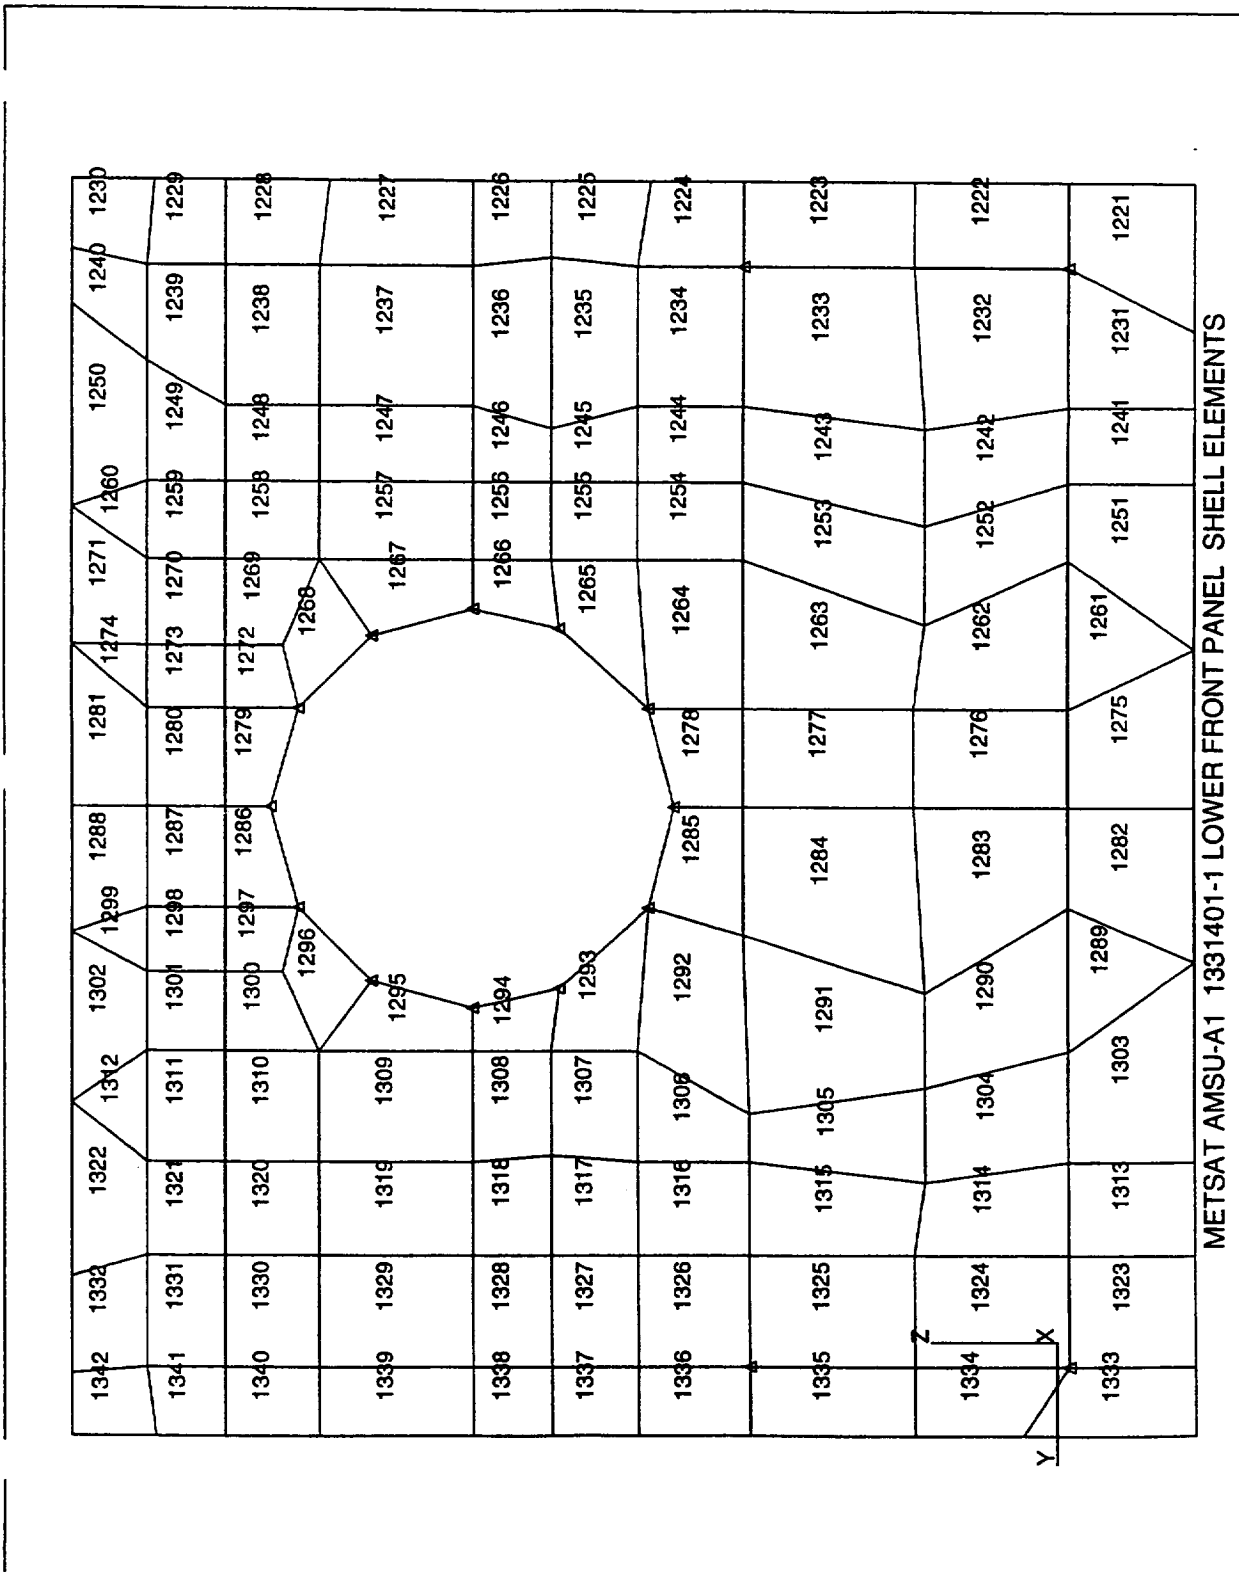 1342 1332 1322 1312 1302 1299 1288 1281 1274 1271 1260 1250 1240 1230
1341 1331 1321 1311 1301 1298 1287 1280 1273 1270 1259 1249 1239 1229
1340 1330 1320 1310 1300 1297 1286 1279 1272 1269 1258 1248 1238 1228
1296 1268
1339 1329 1319 1309 1295 1267 1257 1247 1237 1227
1338 1328 1318 1308 1294 1266 1256 1246 1236 1226
1337 1327 1317 1307 1293 1265 1255 1245 1235 1225
1336 1326 1316 1306 1292 1285 1278 1264 1254 1244 1234 1224
1335 1325 1315 1305 1291 1284 1277 1263 1253 1243 1233 1223
Z
1334 1324 1314 1304 1290 1283 1276 1262 1252 1242 1232 1222
Y X
1333 1323 1313 1303 1289 1282 1275 1261 1251 1241 1231 1221
METSAT AMSU-A1 1331401-1 LOWER FRONT PANEL SHELL ELEMENTS